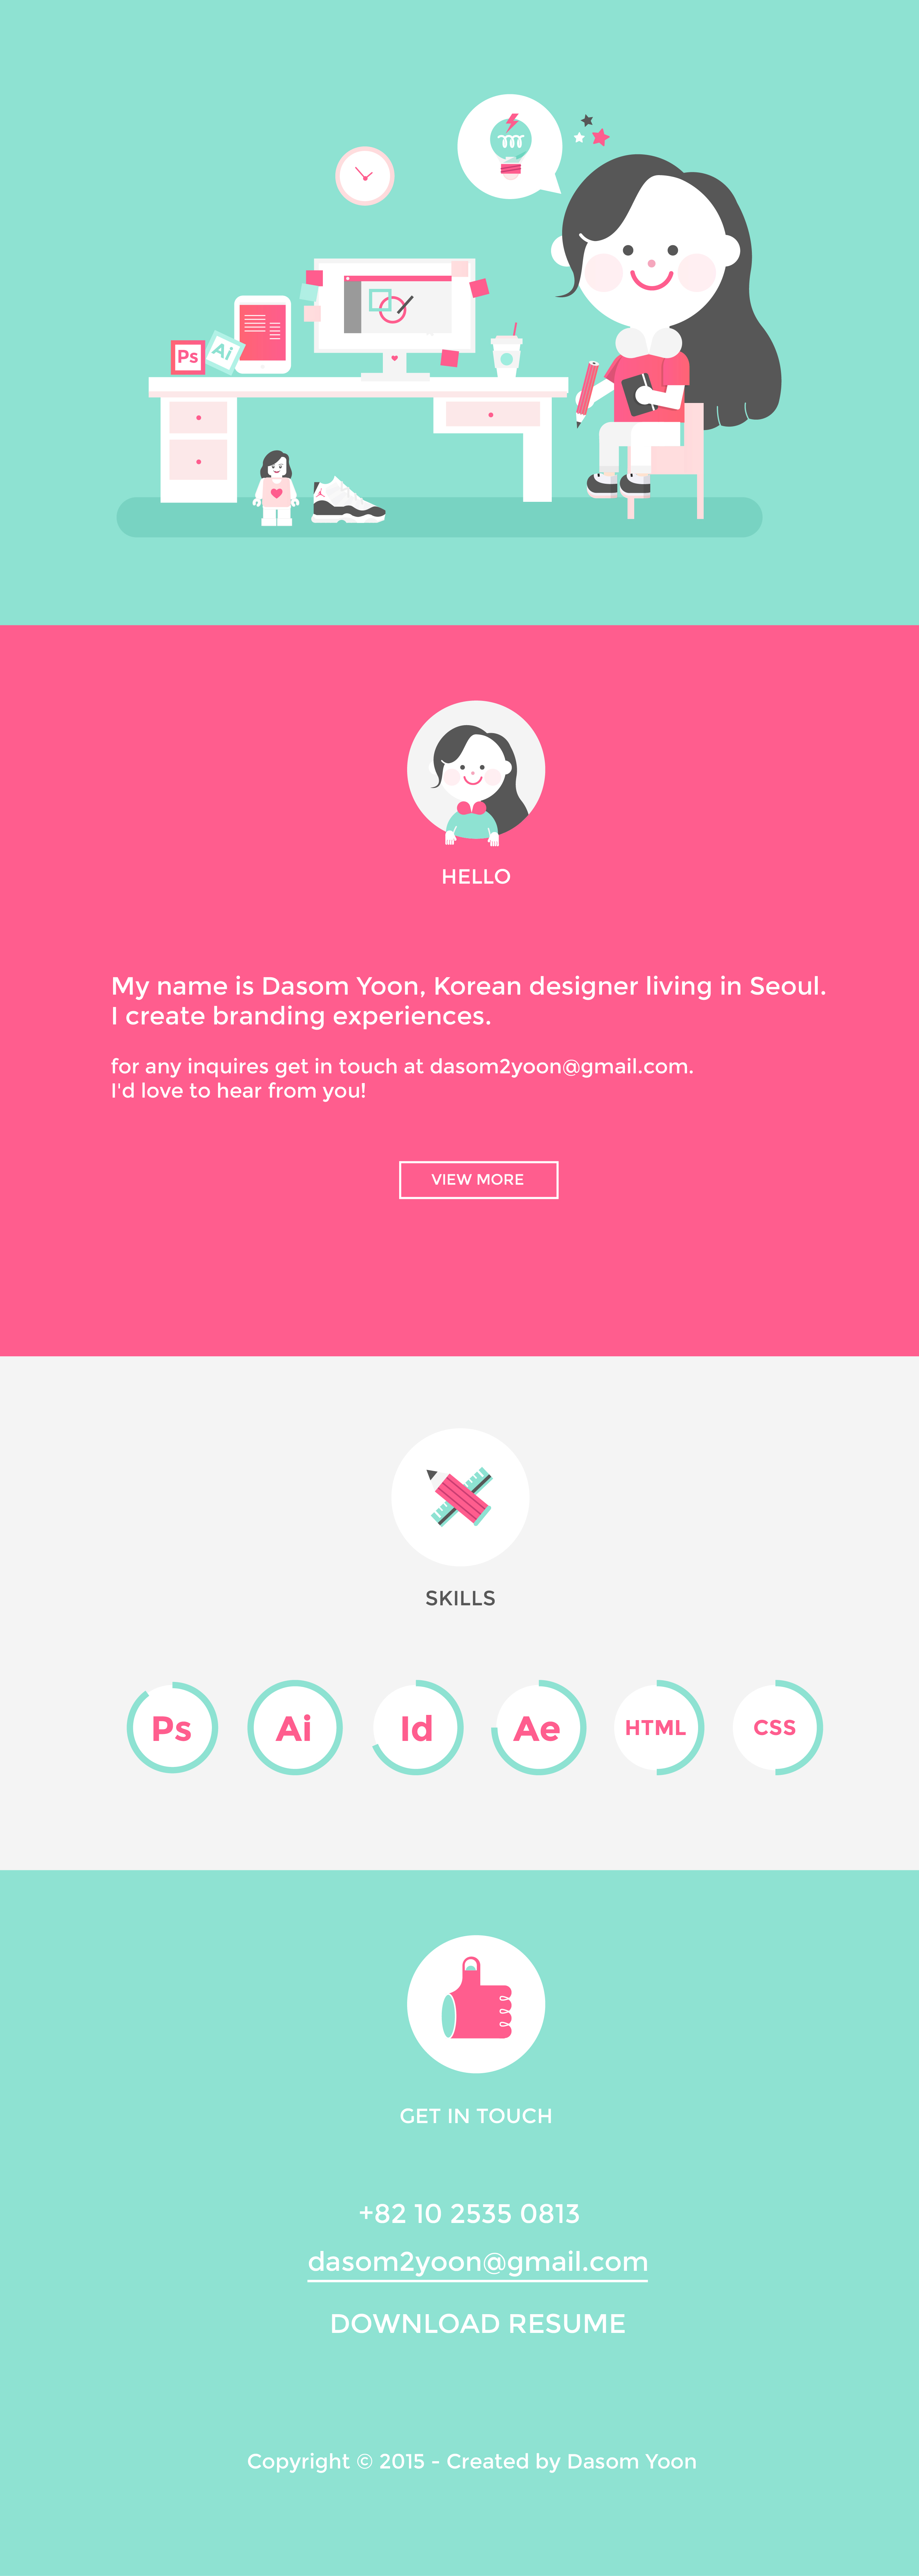 Ps
Ai
HELLO
My name is Dasom Yoon, Korean designer living in Seoul.
I create branding experiences.
for any inquires get in touch at dasom2yoon@gmail.com.
I'd love to hear from you!
VIEW MORE
SKILLS
Ps Ai Id Ae HTML CSS
GET IN TOUCH
+82 10 2535 0813
dasom2yoon@gmail.com
DOWNLOAD RESUME
Copyright © 2015 - Created by Dasom Yoon